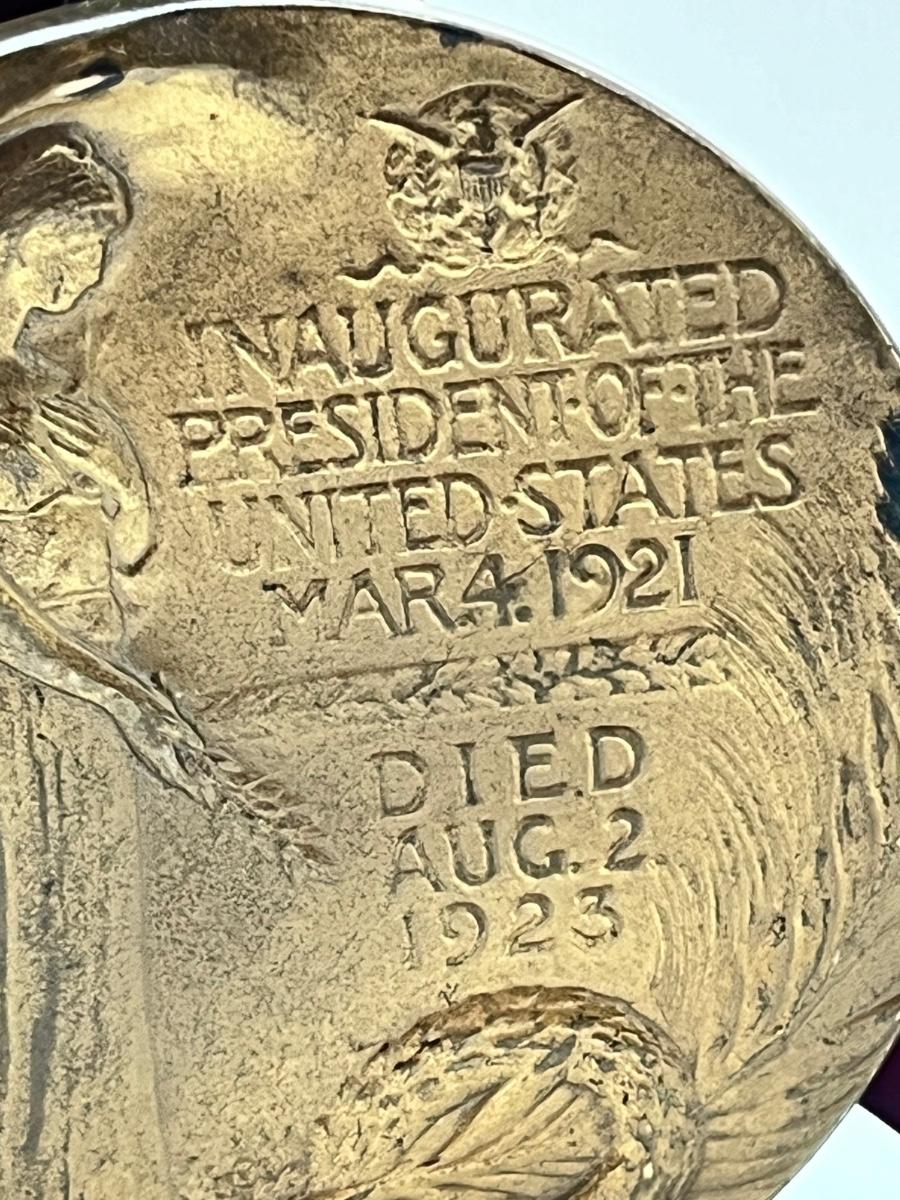 INAUGURATED
PRESIDENT·OF·THE
UNITED·STATES
MAR.4.1921
DIED
AUG.2
1923